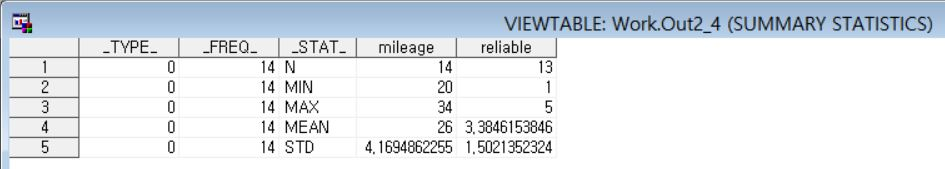 VIEWTABLE: Work.Out2_4 (SUMMARY STATISTICS)
_TYPE_ _FREQ_ _STAT_ mileage reliable
1 0 14 N 14 13
2 0 14 MIN 20 1
3 0 14 MAX 34 5
4 0 14 MEAN 26 3,3846153846
5 0 14 STD 4,1694862255 1,5021352324